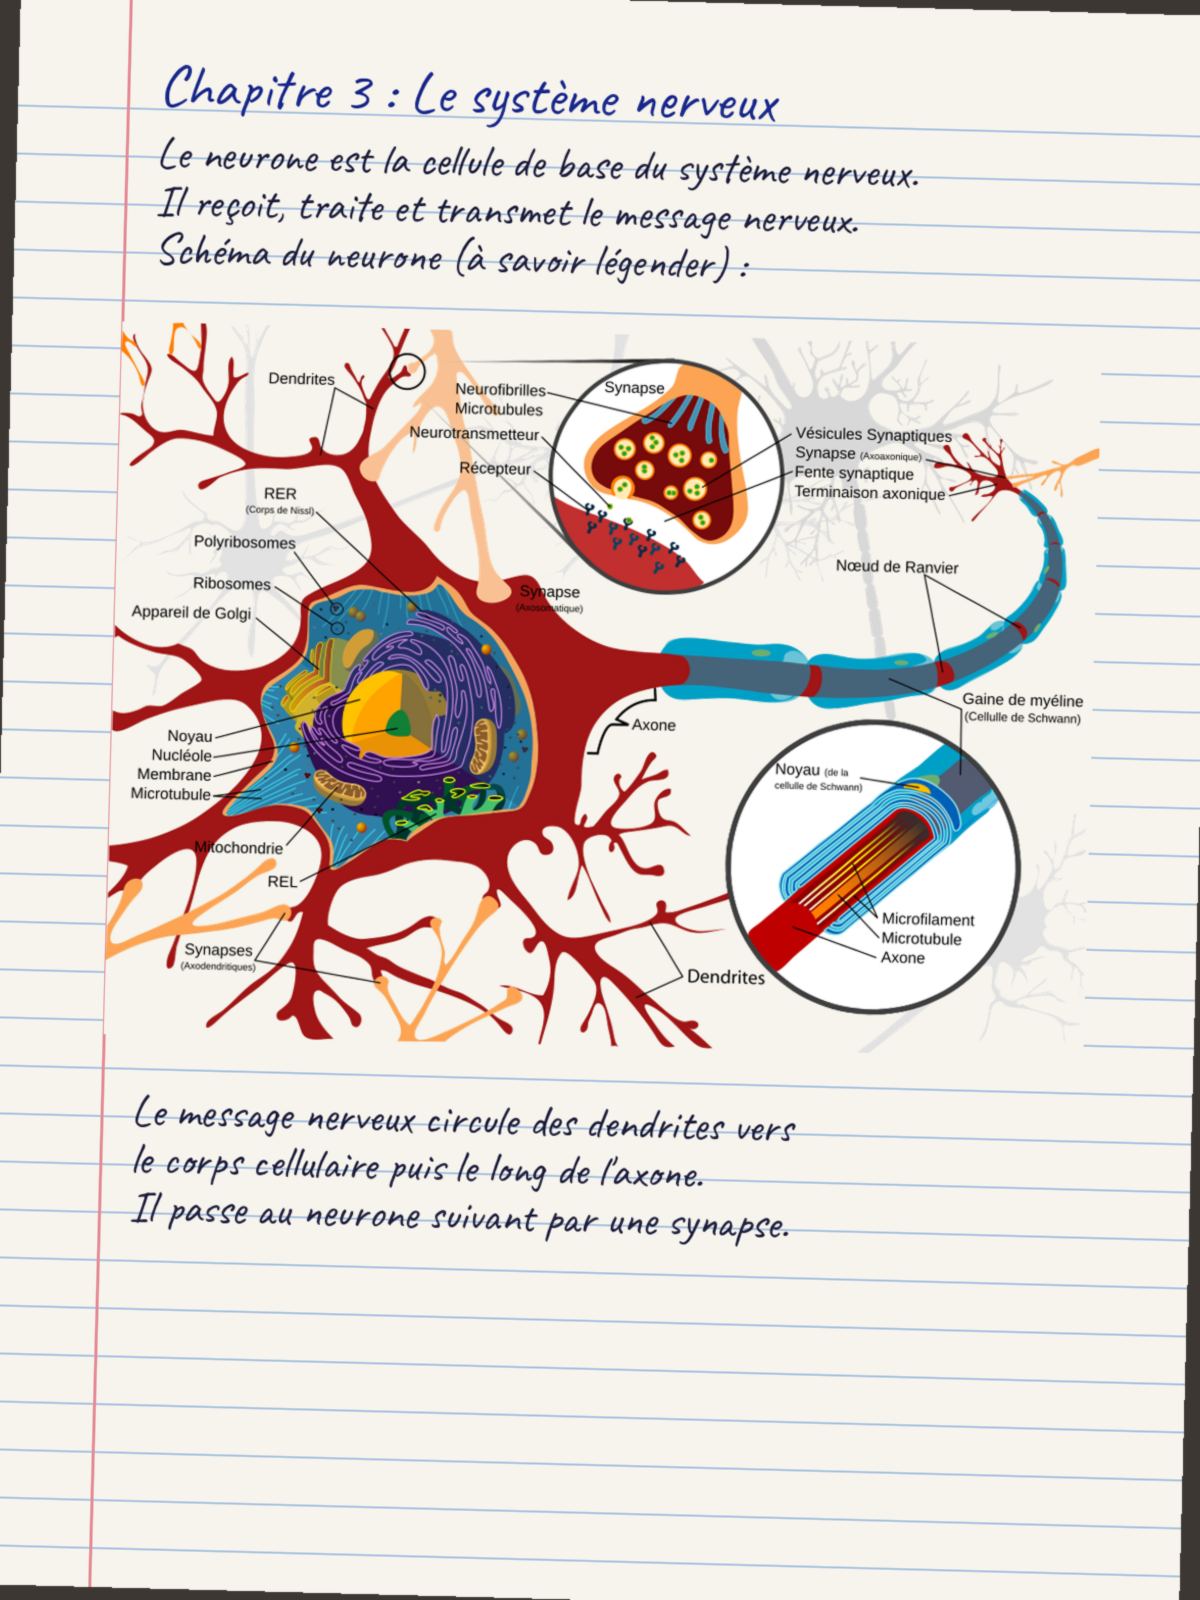 Chapitre 3 : Le système nerveux
Le neurone est la cellule de base du système nerveux.
Il reçoit, traite et transmet le message nerveux.
Schéma du neurone (à savoir légender) :
Dendrites
Neurofibrilles
Microtubules
Neurotransmetteur
Récepteur
Synapse
Vésicules Synaptiques
Synapse (Axoaxonique)
Fente synaptique
Terminaison axonique
RER
(Corps de Nissl)
Polyribosomes
Ribosomes
Appareil de Golgi
Synapse
(Axosomatique)
Nœud de Ranvier
Gaine de myéline
(Cellulle de Schwann)
Axone
Noyau
Nucléole
Membrane
Microtubule
Mitochondrie
REL
Synapses
(Axodendritiques)
Dendrites
Noyau (de la
cellulle de Schwann)
Microfilament
Microtubule
Axone
Le message nerveux circule des dendrites vers
le corps cellulaire puis le long de l'axone.
Il passe au neurone suivant par une synapse.